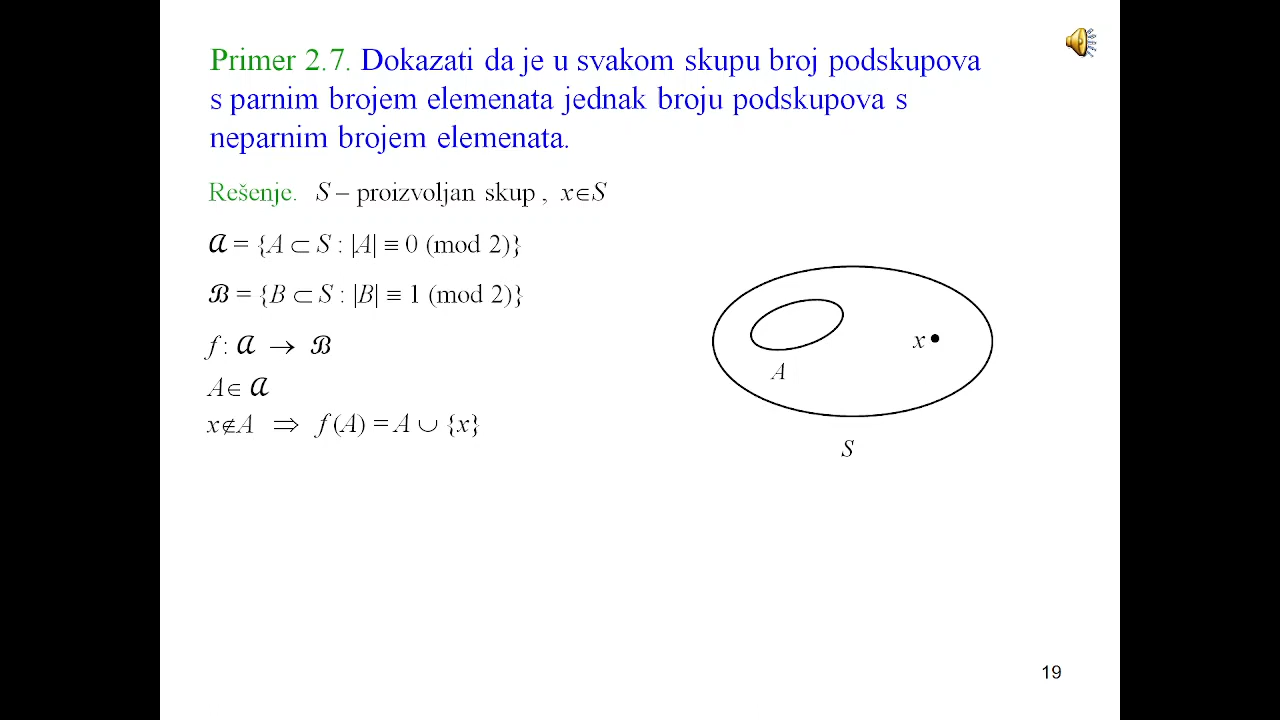 Primer 2.7. Dokazati da je u svakom skupu broj podskupova
s parnim brojem elemenata jednak broju podskupova s
neparnim brojem elemenata.
Rešenje. S – proizvoljan skup , x∈S
𝒜 = {A ⊂ S : |A| ≡ 0 (mod 2)}
ℬ = {B ⊂ S : |B| ≡ 1 (mod 2)}
f : 𝒜 → ℬ
A∈ 𝒜
x∉A ⇒ f (A) = A ∪ {x}
x
A
S
19